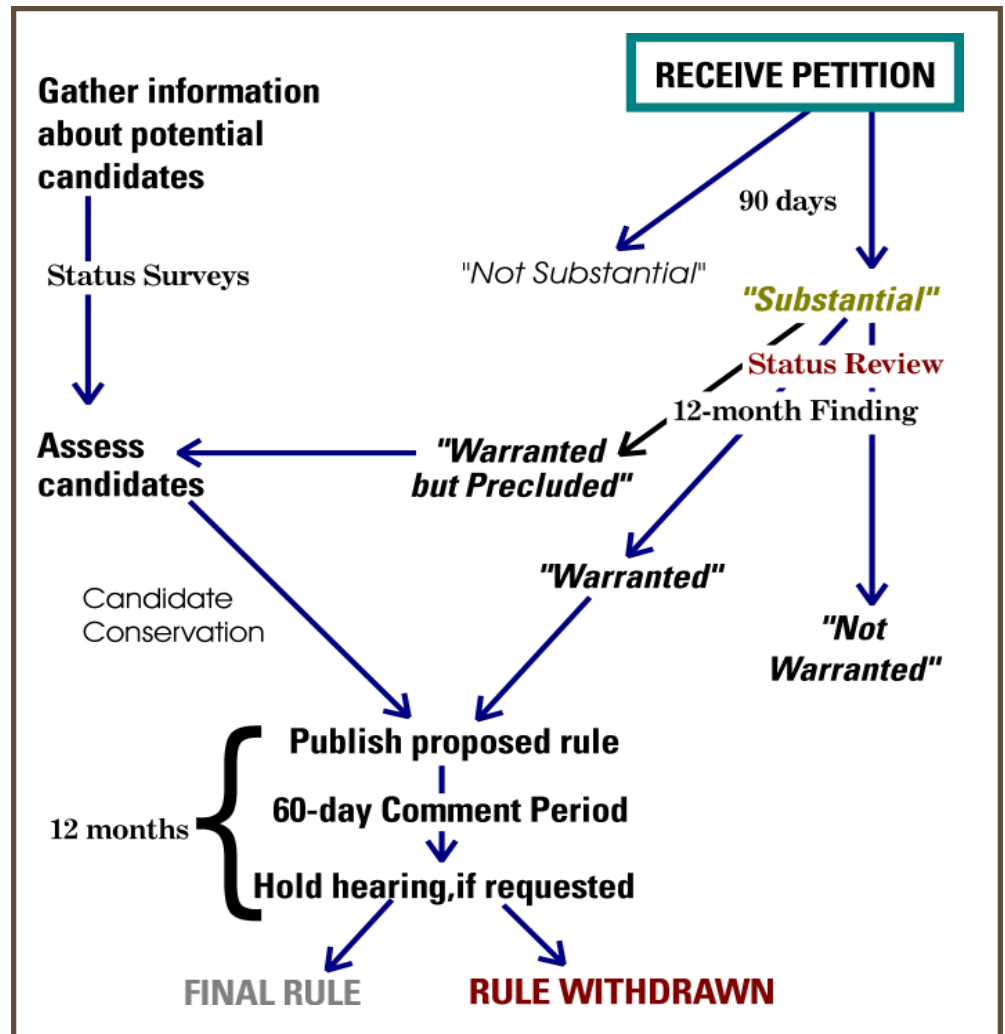 RECEIVE PETITION
Gather information
about potential
candidates
90 days
Status Surveys
"Not Substantial"
"Substantial"
Status Review
12-month Finding
Assess
candidates
"Warranted
but Precluded"
"Warranted"
Candidate
Conservation
"Not
Warranted"
Publish proposed rule
60-day Comment Period
12 months
Hold hearing,if requested
FINAL RULE
RULE WITHDRAWN